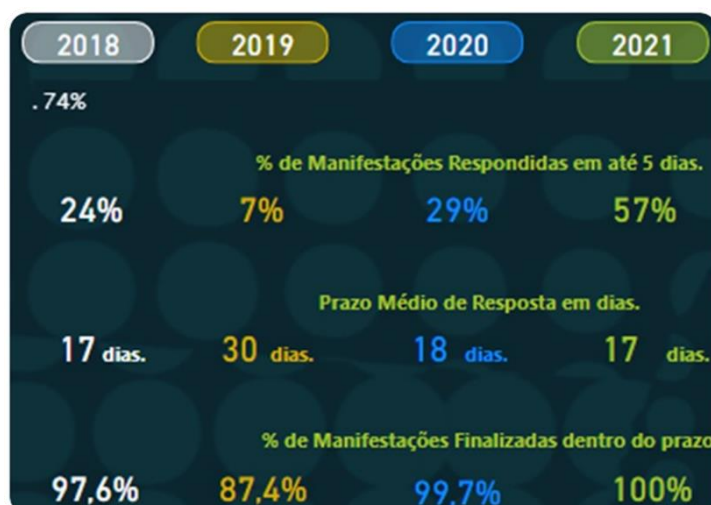 2018 2019 2020 2021
. 74%
% de Manifestações Respondidas em até 5 dias.
24% 7% 29% 57%
Prazo Médio de Resposta em dias.
17 dias. 30 dias. 18 dias. 17 dias.
% de Manifestações Finalizadas dentro do prazo
97,6% 87,4% 99,7% 100%